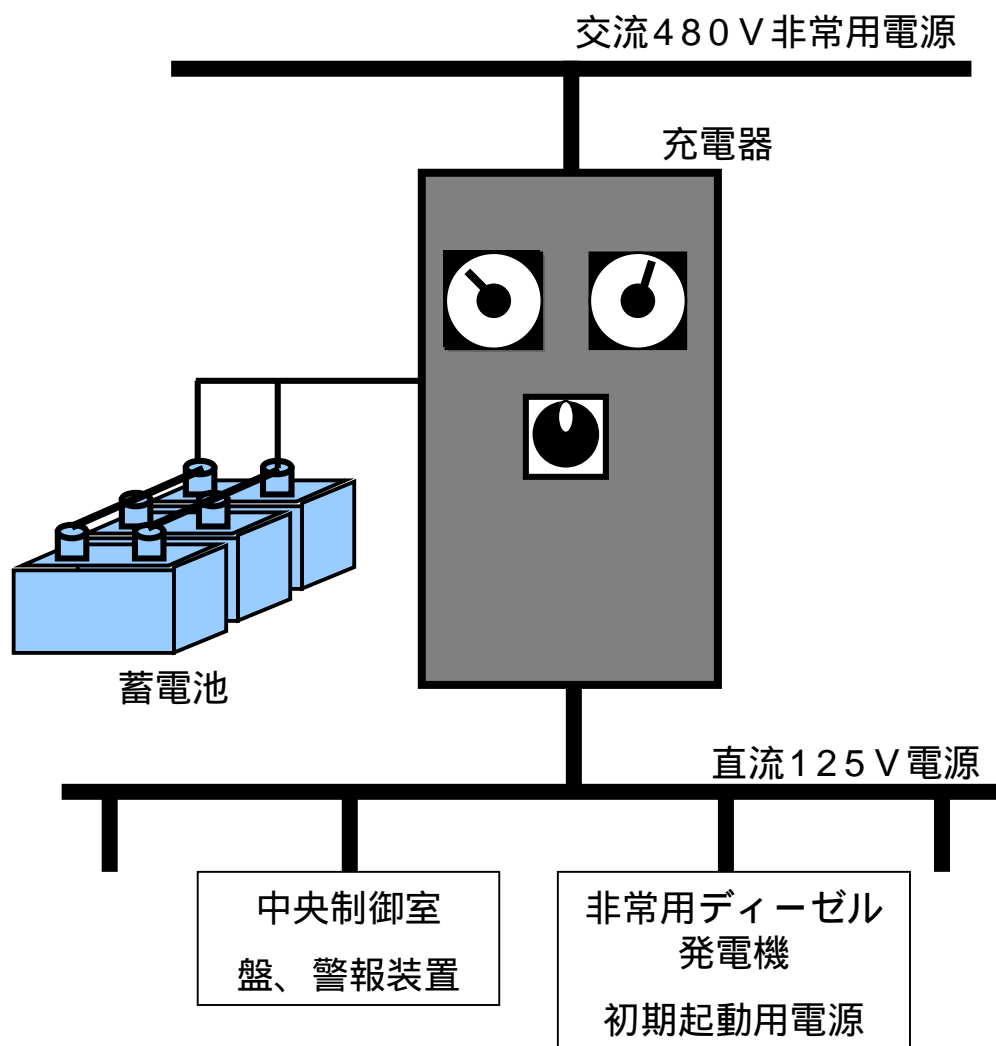 交流４８０Ｖ非常用電源
充電器
蓄電池
直流１２５Ｖ電源
中央制御室
盤、警報装置
非常用ディーゼル
発電機
初期起動用電源